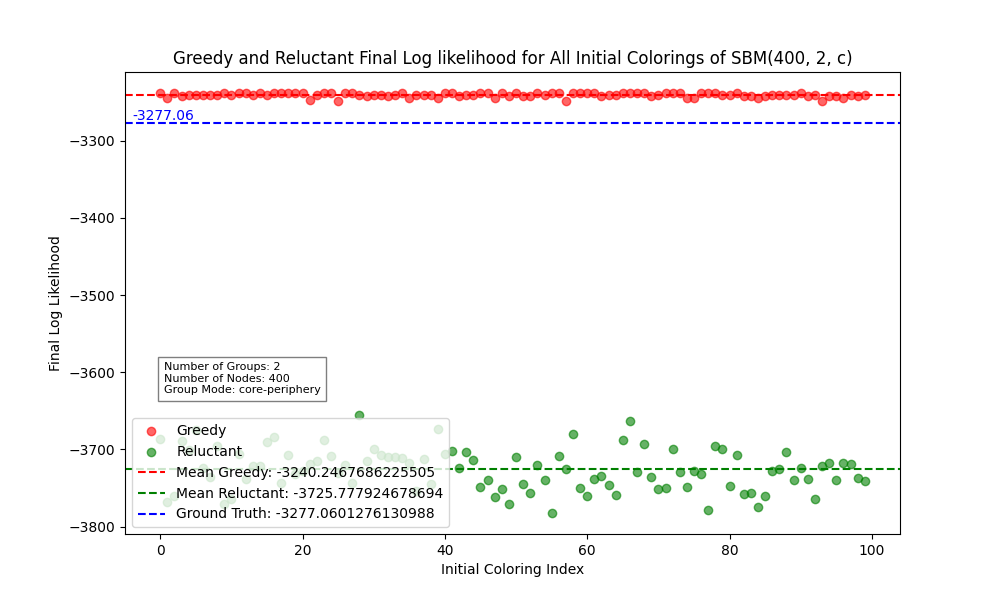 Greedy and Reluctant Final Log likelihood for All Initial Colorings of SBM(400, 2, c)
Final Log Likelihood
−3300
−3400
−3500
−3600
−3700
−3800
-3277.06
Number of Groups: 2
Number of Nodes: 400
Group Mode: core-periphery
Greedy
Reluctant
Mean Greedy: -3240.2467686225505
Mean Reluctant: -3725.777924678694
Ground Truth: -3277.0601276130988
0
20
40
60
80
100
Initial Coloring Index